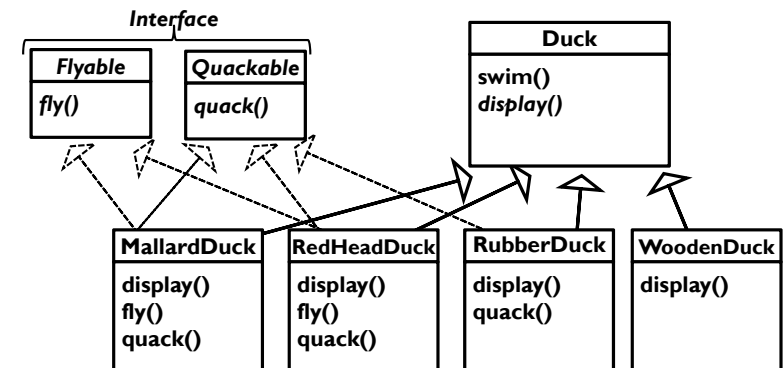 Interface
Flyable
fly()
Quackable
quack()
Duck
swim()
display()
MallardDuck
display()
fly()
quack()
RedHeadDuck
display()
fly()
quack()
RubberDuck
display()
quack()
WoodenDuck
display()